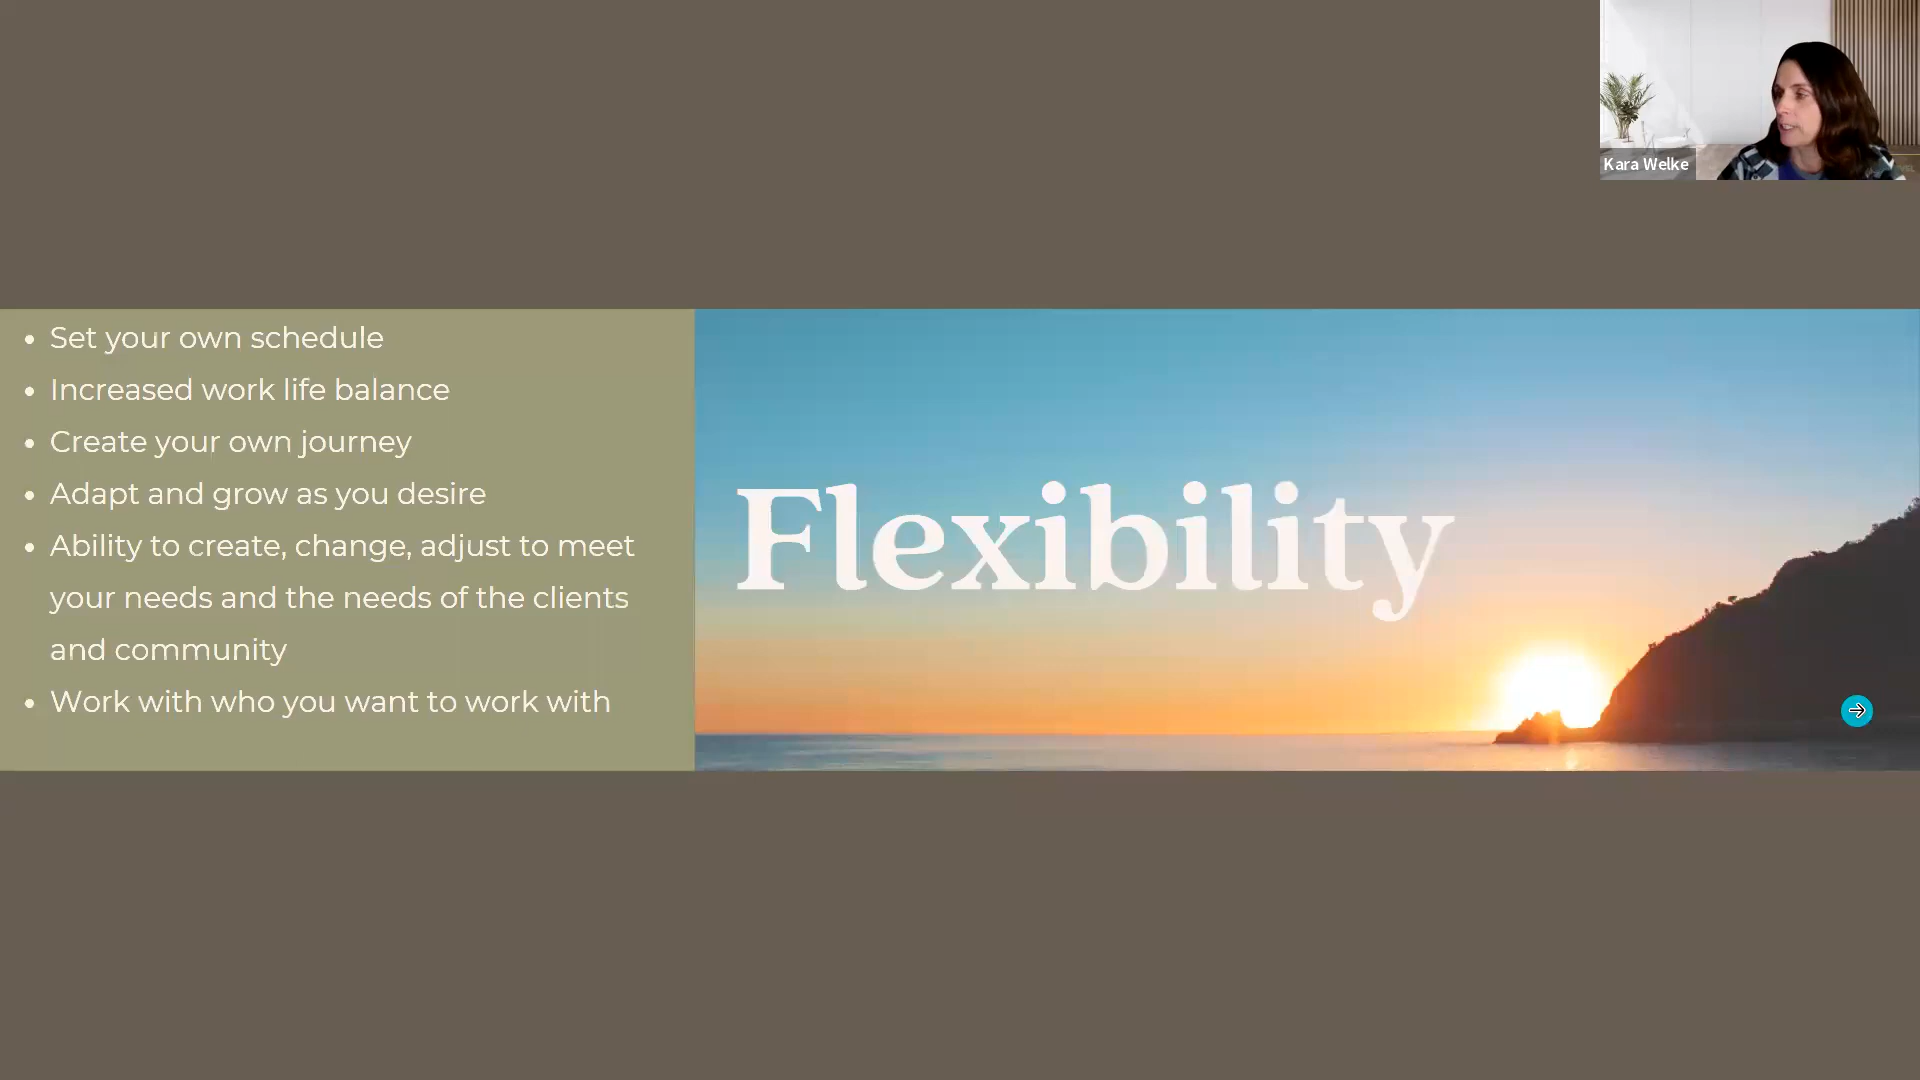 Kara Welke
• Set your own schedule
• Increased work life balance
• Create your own journey
• Adapt and grow as you desire
• Ability to create, change, adjust to meet
your needs and the needs of the clients
and community
• Work with who you want to work with
Flexibility